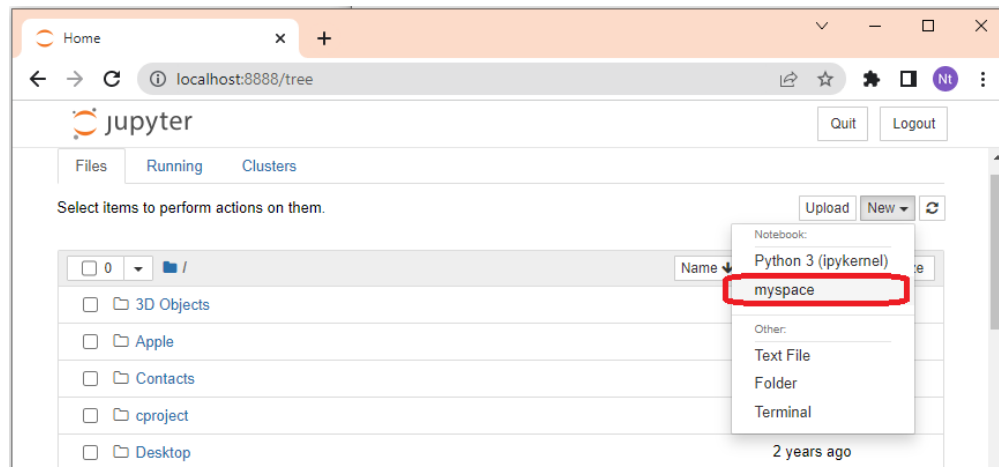 Home
localhost:8888/tree
Nt
jupyter
Quit
Logout
Files
Running
Clusters
Select items to perform actions on them.
Upload
New
0
/
Name
Notebook:
Python 3 (ipykernel)
myspace
Other:
Text File
Folder
Terminal
3D Objects
Apple
Contacts
cproject
Desktop
2 years ago